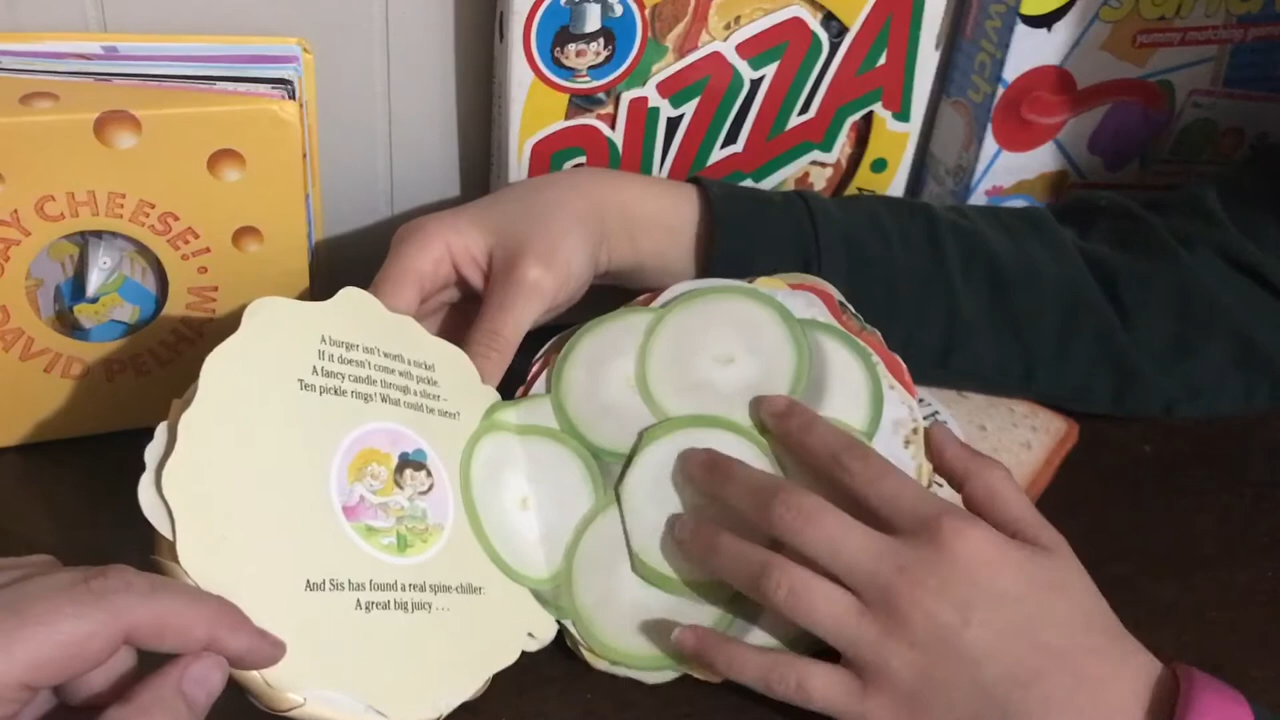 PIZZA
wich
yummy matching game
SAY CHEESE!
DAVID PELHAM
A burger isn't worth a nickel
If it doesn't come with pickle.
A fancy candle through a slicer –
Ten pickle rings! What could be nicer?
And Sis has found a real spine-chiller:
A great big juicy . . .